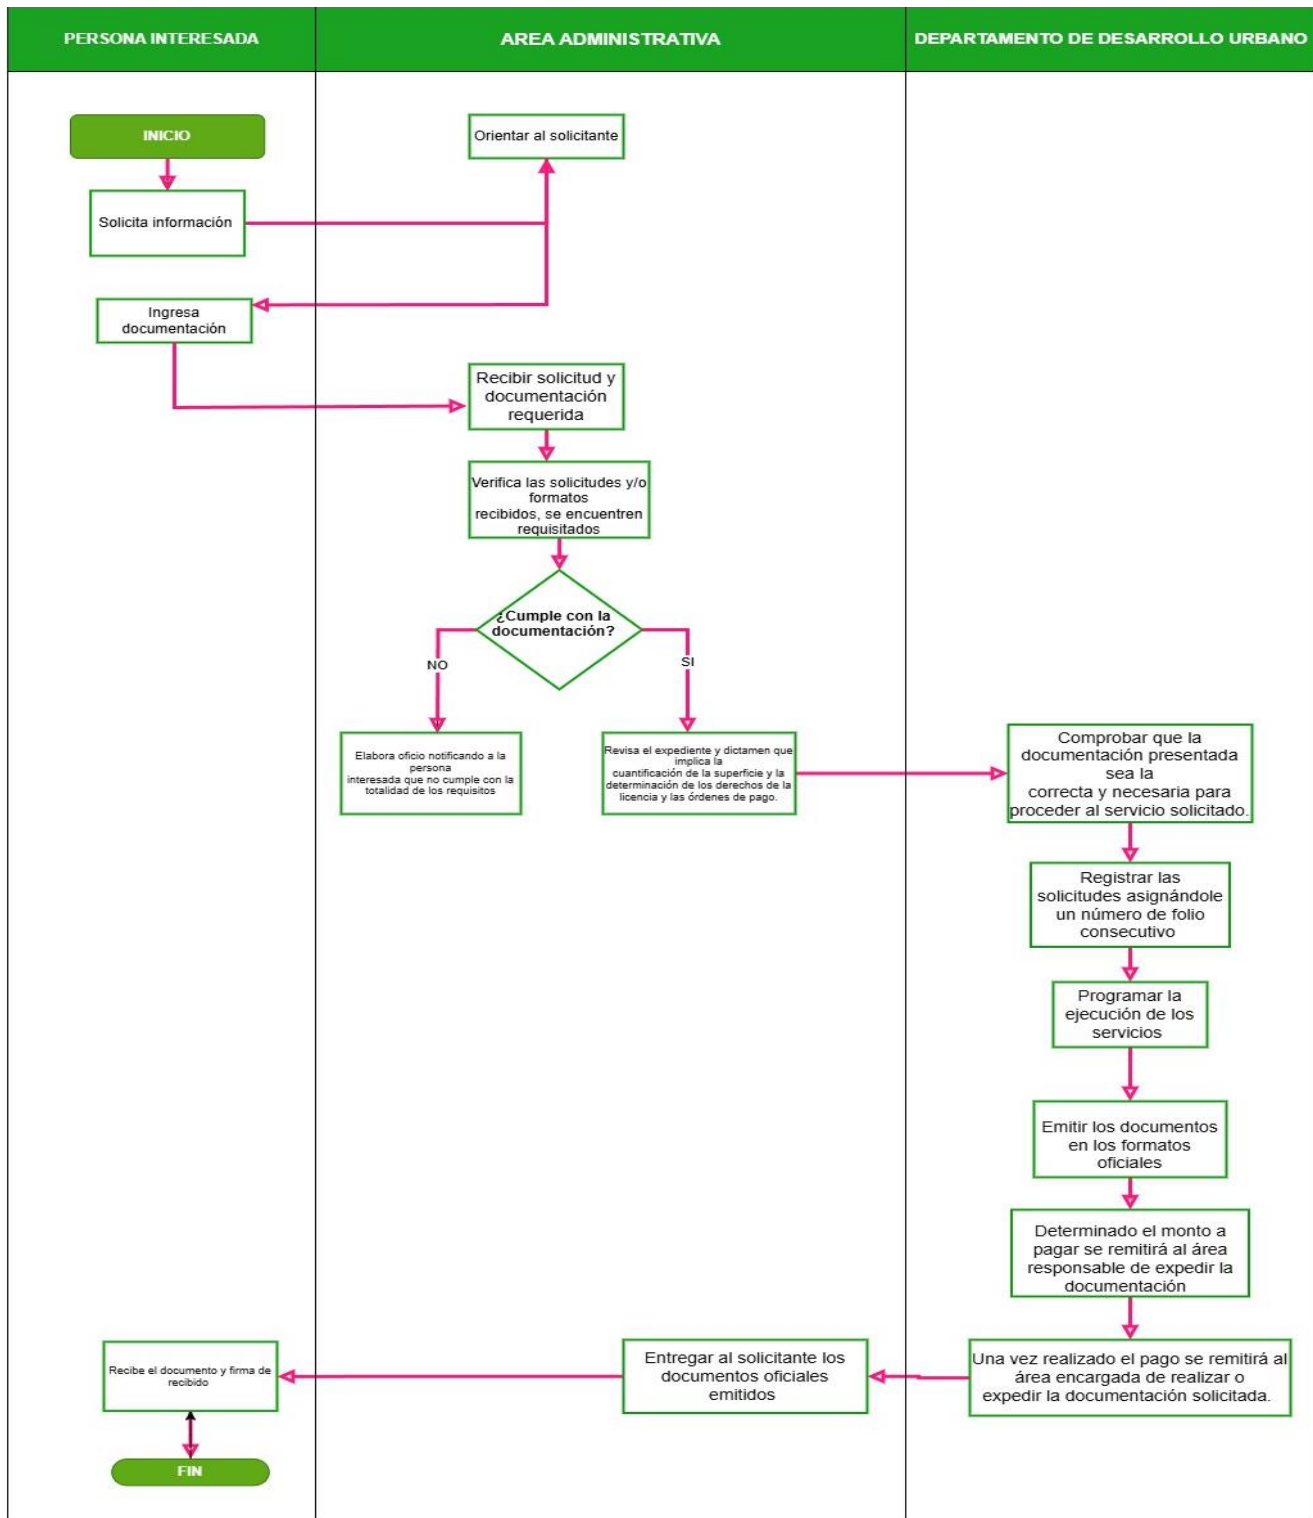 PERSONA INTERESADA
AREA ADMINISTRATIVA
DEPARTAMENTO DE DESARROLLO URBANO
INICIO
Orientar al solicitante
Solicita información
Ingresa
documentación
Recibir solicitud y
documentación
requerida
Verifica las solicitudes y/o
formatos
recibidos, se encuentren
requisitados
¿Cumple con la
documentación?
NO
SI
Elabora oficio notificando a la
persona
interesada que no cumple con la
totalidad de los requisitos
Revisa el expediente y dictamen que
implica la
cuantificación de la superficie y la
determinación de los derechos de la
licencia y las órdenes de pago.
Comprobar que la
documentación presentada
sea la
correcta y necesaria para
proceder al servicio solicitado.
Registrar las
solicitudes asignándole
un número de folio
consecutivo
Programar la
ejecución de los
servicios
Emitir los documentos
en los formatos
oficiales
Determinado el monto a
pagar se remitirá al área
responsable de expedir la
documentación
Una vez realizado el pago se remitirá al
área encargada de realizar o
expedir la documentación solicitada.
Entregar al solicitante los
documentos oficiales
emitidos
Recibe el documento y firma de
recibido
FIN